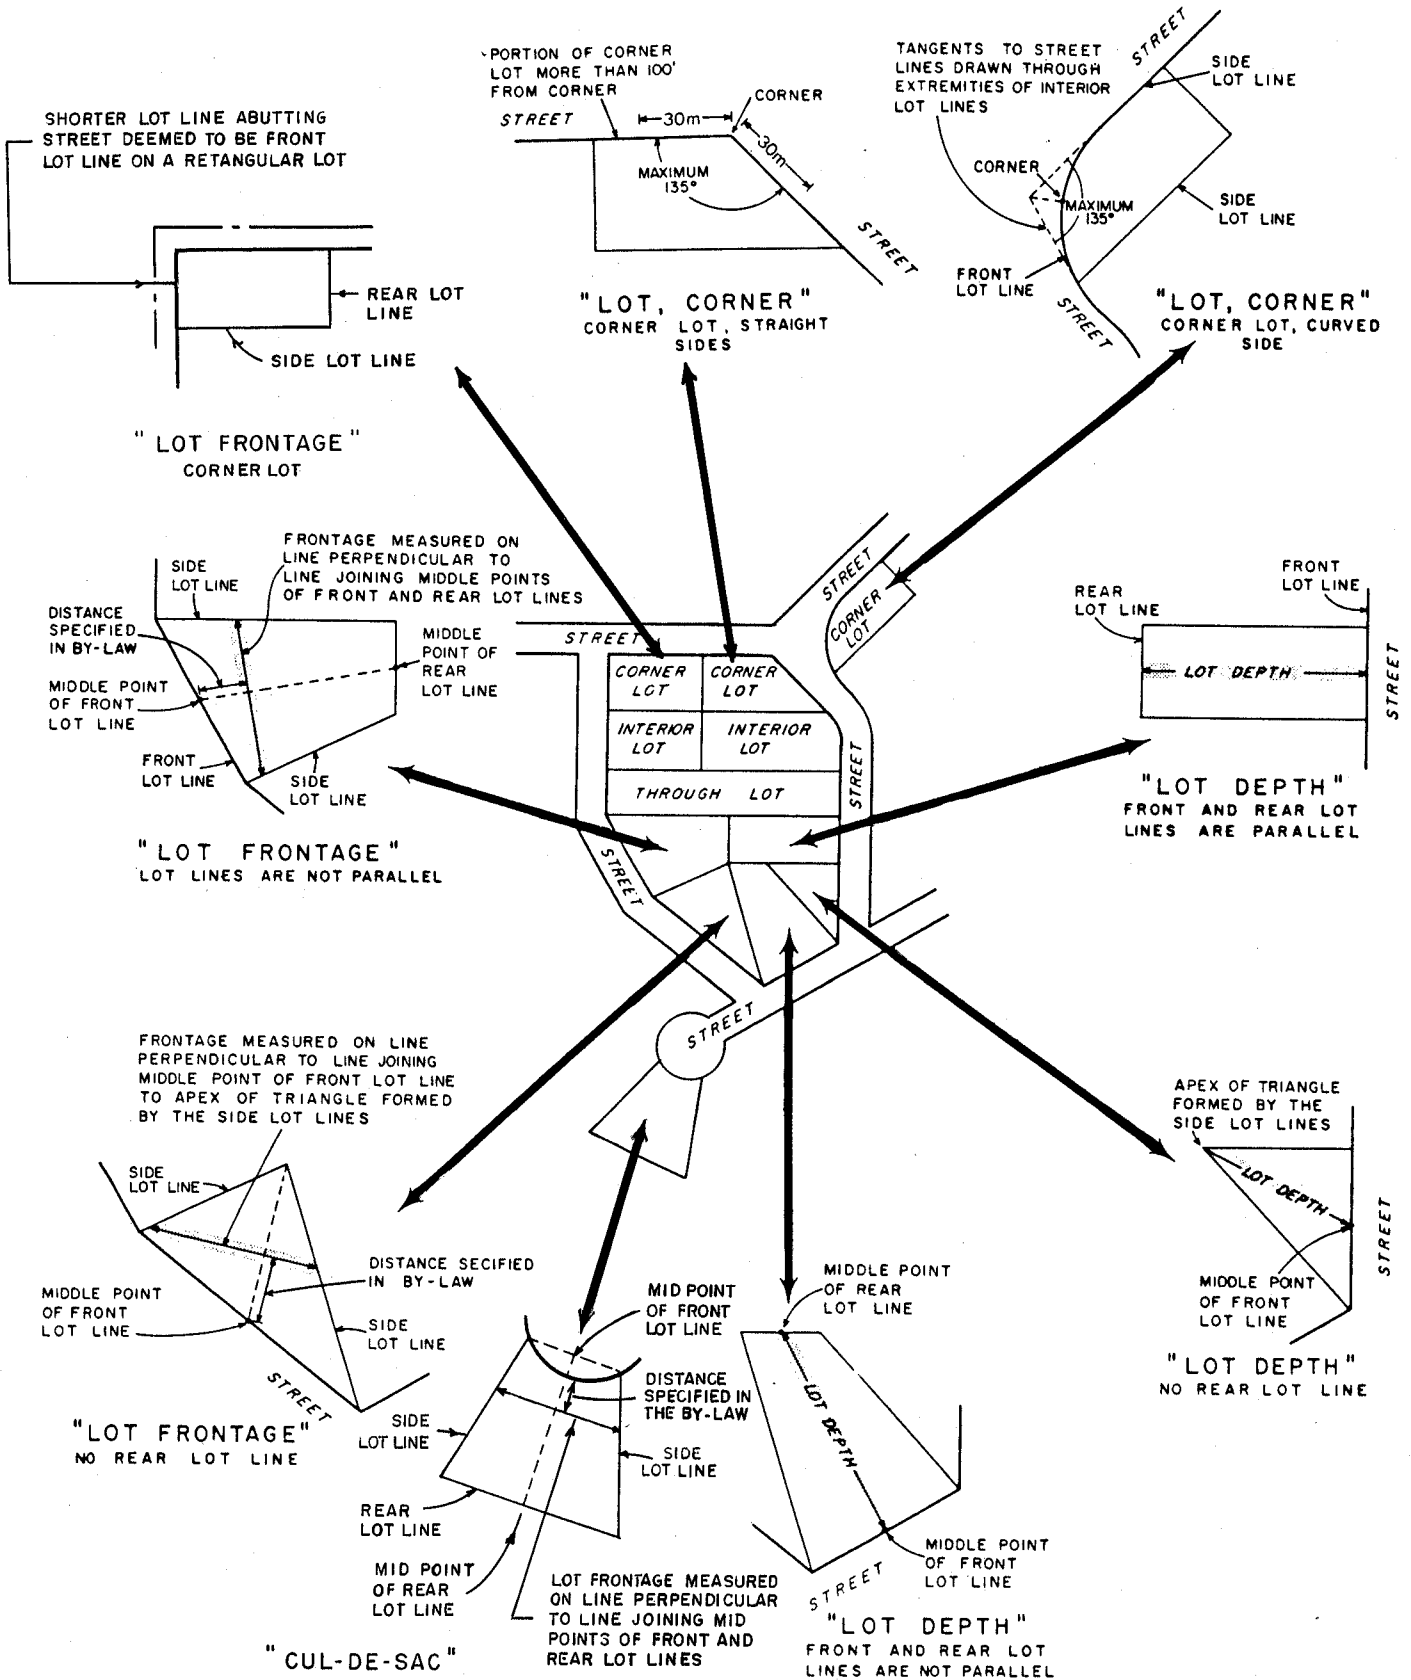 SHORTER LOT LINE ABUTTING
STREET DEEMED TO BE FRONT
LOT LINE ON A RETANGULAR LOT
REAR LOT
LINE
SIDE LOT LINE
" LOT FRONTAGE"
CORNER LOT
PORTION OF CORNER
LOT MORE THAN 100'
FROM CORNER
STREET
30m
CORNER
30m
MAXIMUM
135°
STREET
"LOT, CORNER"
CORNER LOT, STRAIGHT
SIDES
TANGENTS TO STREET
LINES DRAWN THROUGH
EXTREMITIES OF INTERIOR
LOT LINES
STREET
SIDE
LOT LINE
CORNER
MAXIMUM
135°
SIDE
LOT LINE
FRONT
LOT LINE
STREET
"LOT, CORNER"
CORNER LOT, CURVED
SIDE
FRONTAGE MEASURED ON
LINE PERPENDICULAR TO
LINE JOINING MIDDLE POINTS
OF FRONT AND REAR LOT LINES
SIDE
LOT LINE
DISTANCE
SPECIFIED
IN BY-LAW
MIDDLE POINT
OF FRONT
LOT LINE
MIDDLE
POINT OF
REAR
LOT LINE
FRONT
LOT LINE
SIDE
LOT LINE
"LOT FRONTAGE"
LOT LINES ARE NOT PARALLEL
STREET
STREET
CORNER
LOT
CORNER
LOT
CORNER
LOT
INTERIOR
LOT
INTERIOR
LOT
THROUGH LOT
STREET
STREET
STREET
FRONT
LOT LINE
REAR
LOT LINE
LOT DEPTH
STREET
"LOT DEPTH"
FRONT AND REAR LOT
LINES ARE PARALLEL
FRONTAGE MEASURED ON LINE
PERPENDICULAR TO LINE JOINING
MIDDLE POINT OF FRONT LOT LINE
TO APEX OF TRIANGLE FORMED
BY THE SIDE LOT LINES
SIDE
LOT LINE
DISTANCE SECIFIED
IN BY-LAW
MIDDLE POINT
OF FRONT
LOT LINE
SIDE
LOT LINE
STREET
"LOT FRONTAGE"
NO REAR LOT LINE
MID POINT
OF FRONT
LOT LINE
DISTANCE
SPECIFIED IN
THE BY-LAW
SIDE
LOT LINE
SIDE
LOT LINE
REAR
LOT LINE
MID POINT
OF REAR
LOT LINE
LOT FRONTAGE MEASURED
ON LINE PERPENDICULAR
TO LINE JOINING MID
POINTS OF FRONT AND
REAR LOT LINES
"CUL-DE-SAC"
MIDDLE POINT
OF REAR
LOT LINE
LOT DEPTH
MIDDLE POINT
OF FRONT
LOT LINE
STREET
"LOT DEPTH"
FRONT AND REAR LOT
LINES ARE NOT PARALLEL
APEX OF TRIANGLE
FORMED BY THE
SIDE LOT LINES
LOT DEPTH
STREET
MIDDLE POINT
OF FRONT
LOT LINE
"LOT DEPTH"
NO REAR LOT LINE